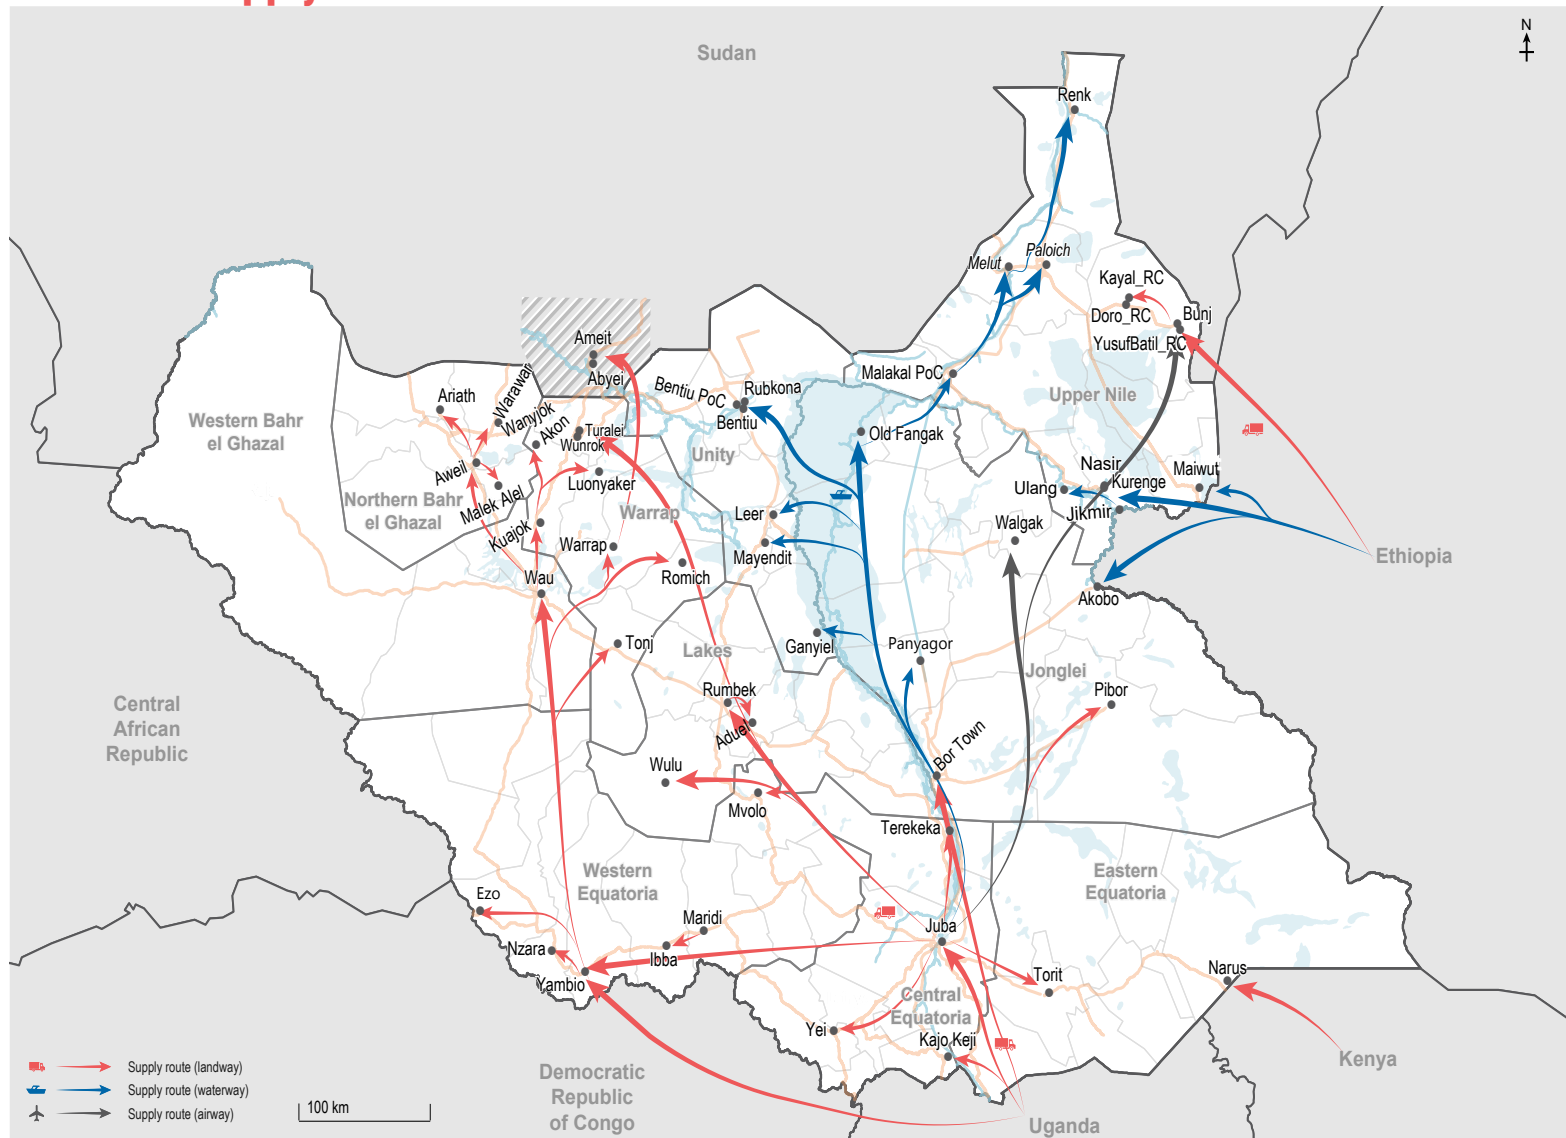 Sudan
N
Renk
Melut
Paloich
Kayal_RC
Doro_RC
Bunj
YusufBatil_RC
Ameit
Abyei
Malakal PoC
Upper Nile
Ariath
Warawar
Wanyjok
Akon
Turalei
Wunrok
Bentiu PoC
Rubkona
Bentiu
Western Bahr
el Ghazal
Old Fangak
Unity
Aweil
Malek Alel
Luonyaker
Nasir
Kurenge
Maiwut
Ulang
Jikmir
Northern Bahr
el Ghazal
Warrap
Leer
Walgak
Kuajok
Warrap
Mayendit
Romich
Ethiopia
Wau
Akobo
Tonj
Lakes
Ganyiel
Panyagor
Jonglei
Rumbek
Pibor
Aduel
Central
African
Republic
Bor Town
Wulu
Mvolo
Terekeka
Western
Equatoria
Eastern
Equatoria
Ezo
Maridi
Juba
Nzara
Ibba
Yambio
Torit
Narus
Central
Equatoria
Yei
Kajo Keji
Kenya
Supply route (landway)
Supply route (waterway)
Supply route (airway)
100 km
Democratic
Republic
of Congo
Uganda